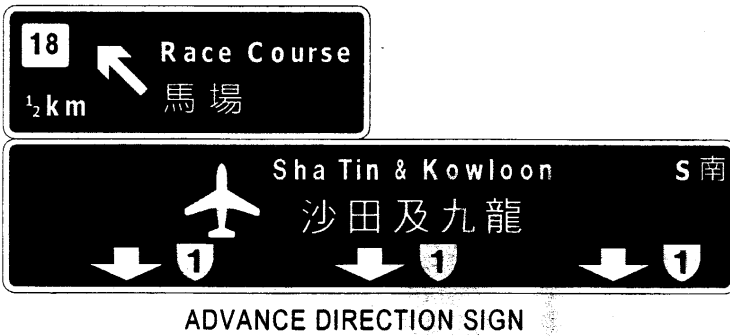 18
Race Course
½km
馬場
Sha Tin & Kowloon S南
沙田及九龍
1 1 1
ADVANCE DIRECTION SIGN